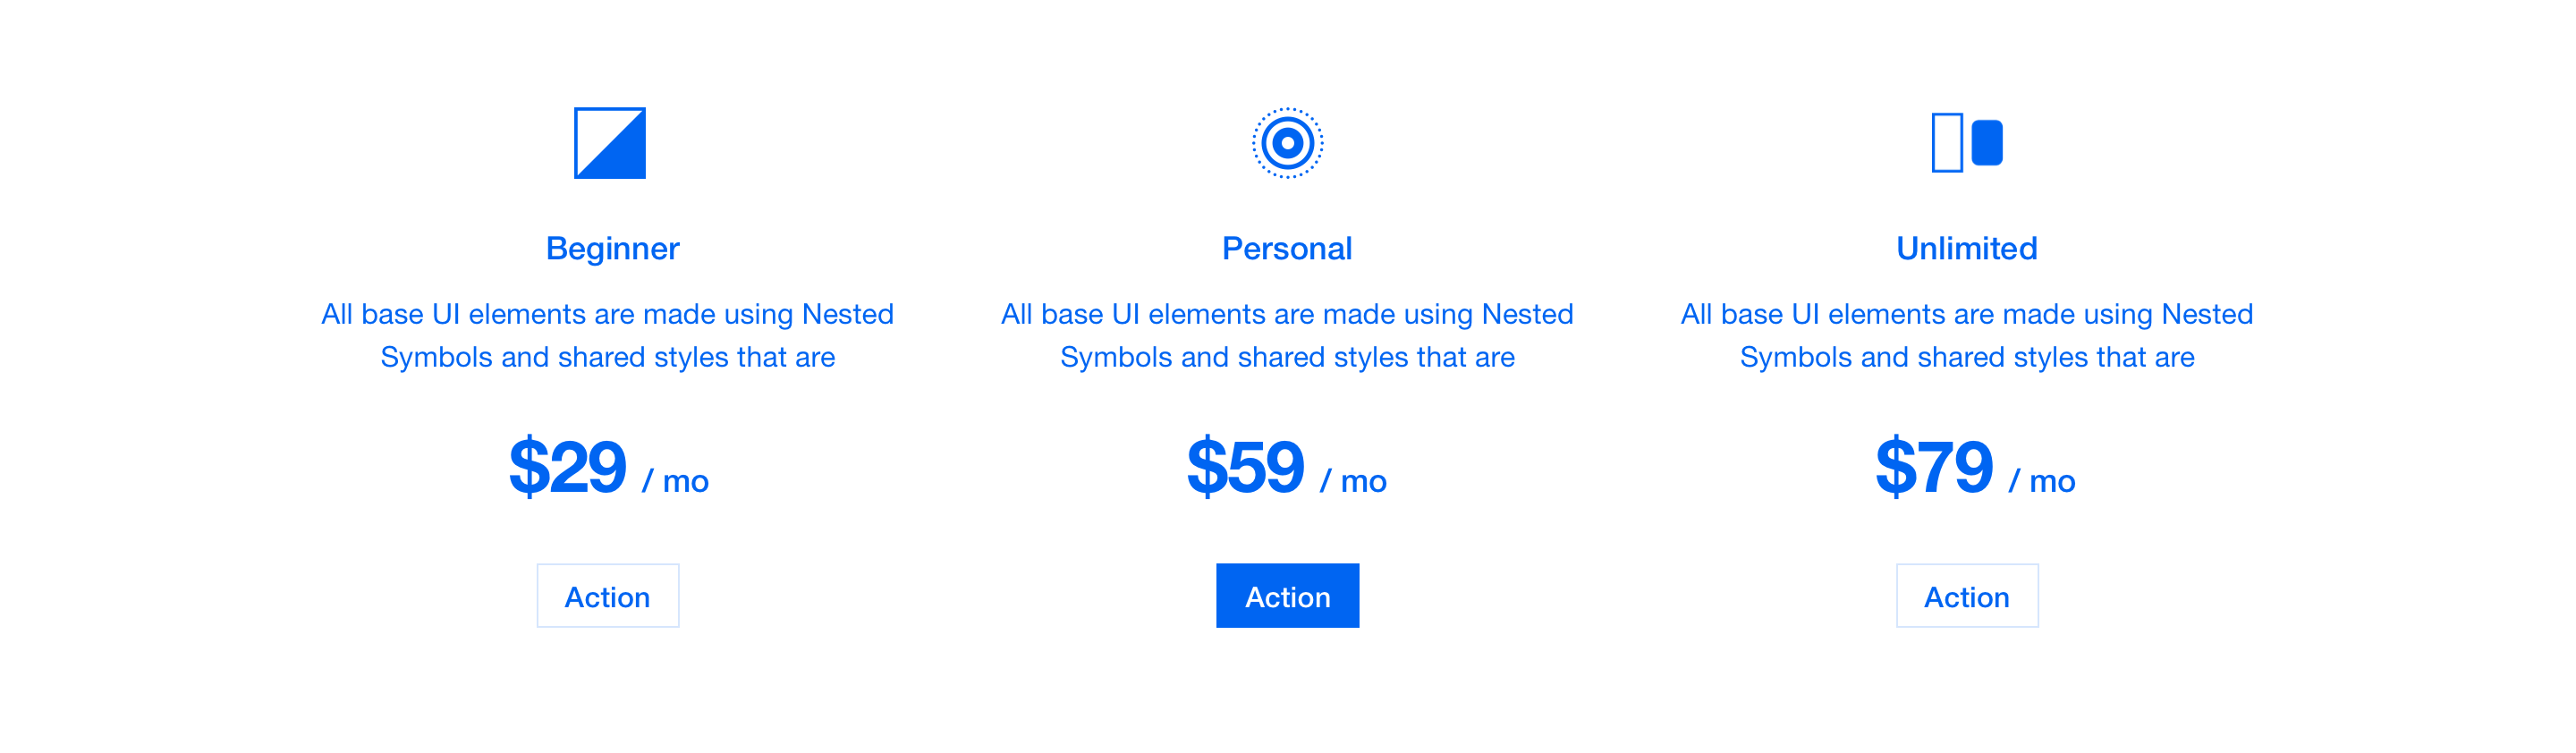 Beginner
All base UI elements are made using Nested
Symbols and shared styles that are
$29 / mo
Action
Personal
All base UI elements are made using Nested
Symbols and shared styles that are
$59 / mo
Action
Unlimited
All base UI elements are made using Nested
Symbols and shared styles that are
$79 / mo
Action